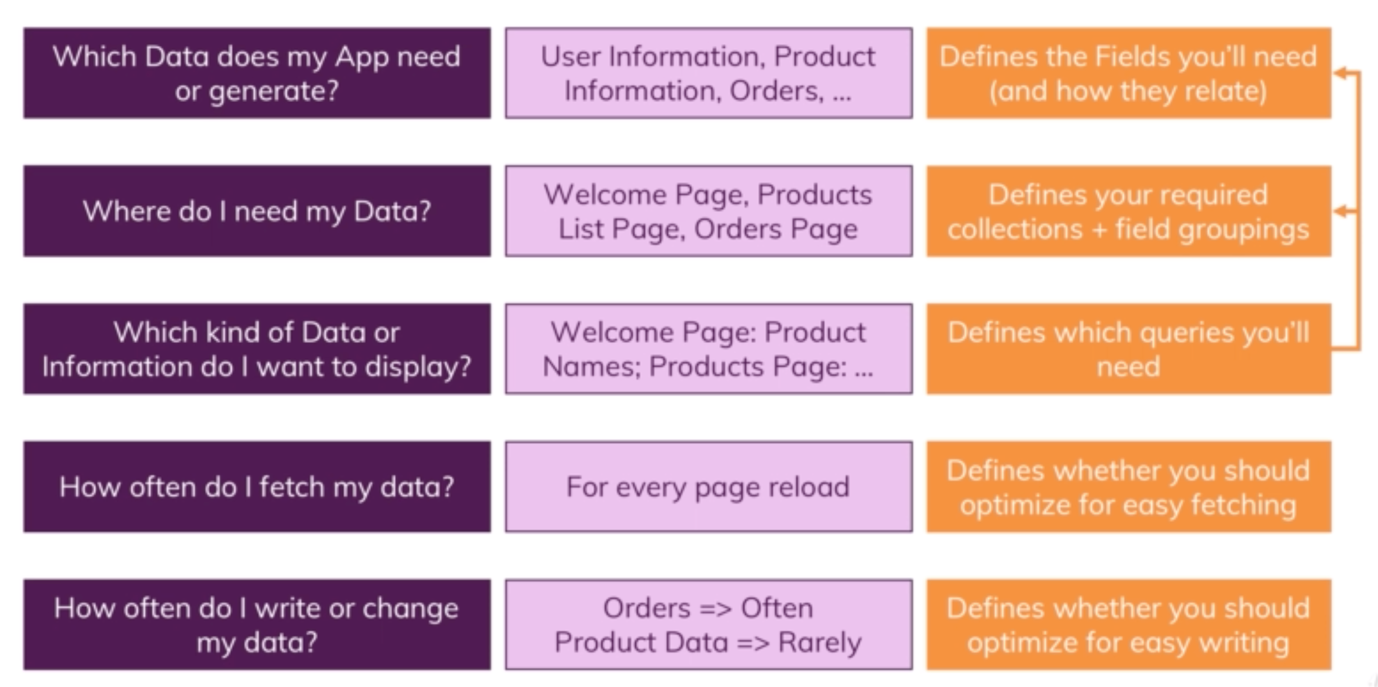 Which Data does my App need
or generate?
User Information, Product
Information, Orders, ...
Defines the Fields you'll need
(and how they relate)
Where do I need my Data?
Welcome Page, Products
List Page, Orders Page
Defines your required
collections + field groupings
Which kind of Data or
Information do I want to display?
Welcome Page: Product
Names; Products Page: ...
Defines which queries you'll
need
How often do I fetch my data?
For every page reload
Defines whether you should
optimize for easy fetching
How often do I write or change
my data?
Orders => Often
Product Data => Rarely
Defines whether you should
optimize for easy writing